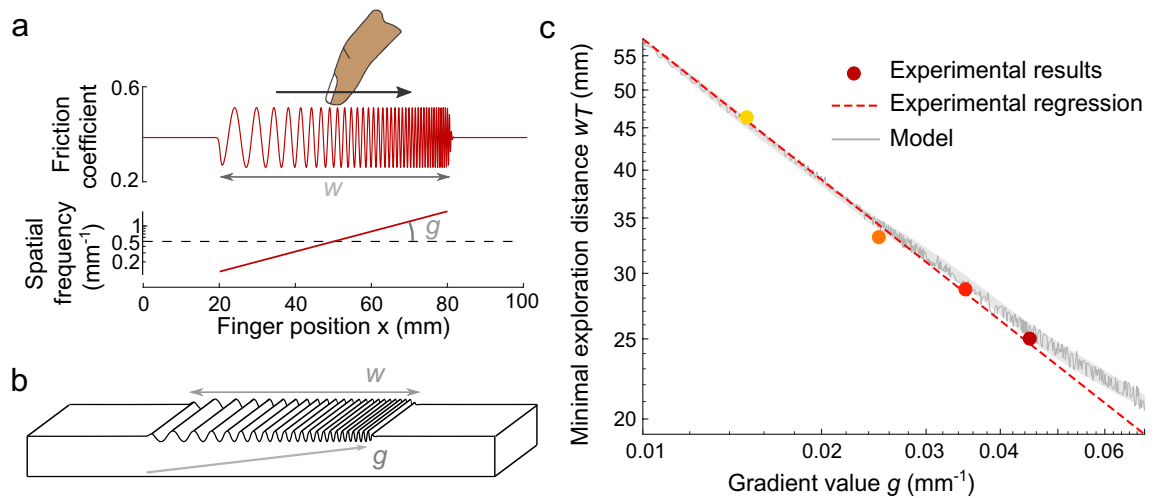 a
0.6
Friction
coefficient
0.2
w
Spatial
frequency
(mm⁻¹)
1
0.5
0.2
g
0 20 40 60 80 100
Finger position x (mm)
b
w
g
c
Minimal exploration distance wT (mm)
55
50
45
40
35
30
25
20
Experimental results
Experimental regression
Model
0.01 0.02 0.03 0.04 0.06
Gradient value g (mm⁻¹)